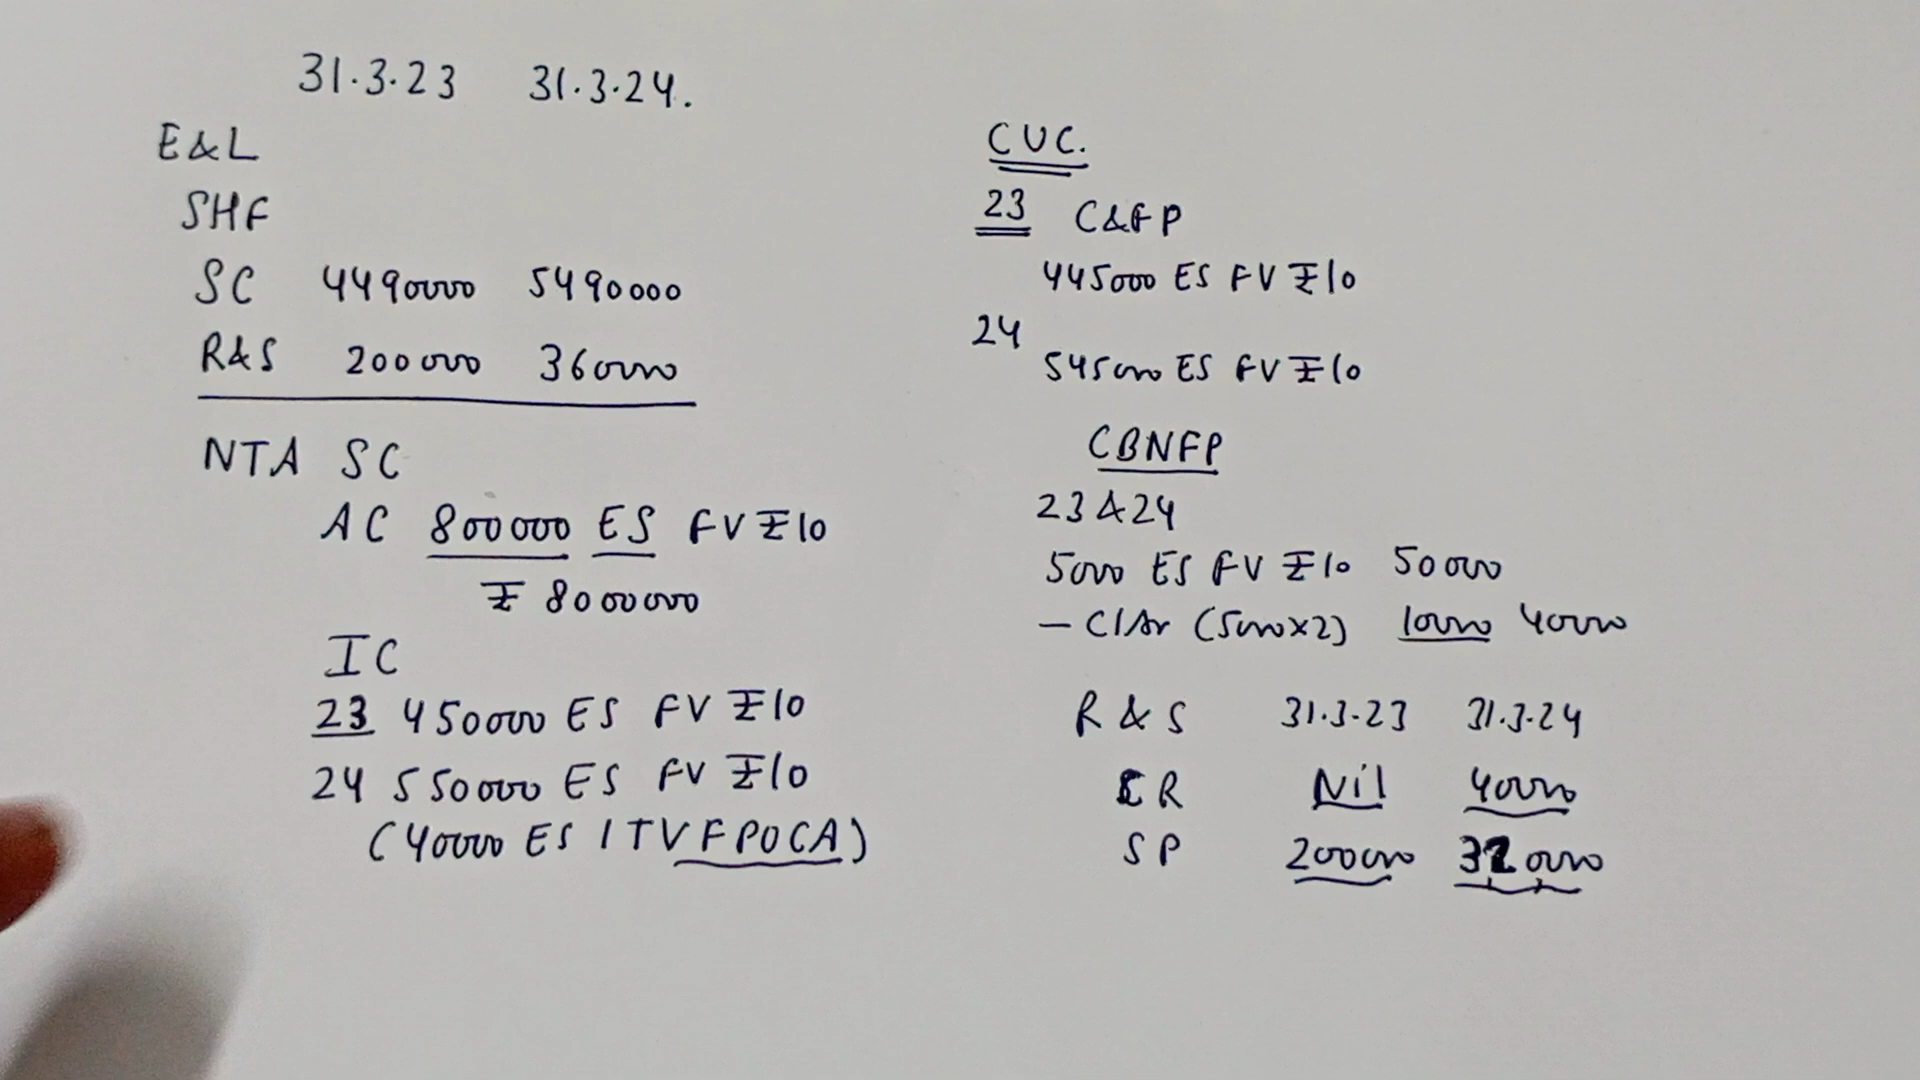 31.3.23 31.3.24.
E&L
SHF
SC 4490000 5490000
R&S 200000 360000
NTA SC
AC 800000 ES FV ₹10
₹ 8000000
IC
23 450000 ES FV ₹10
24 550000 ES FV ₹10
(40000 ES ITVFPOCA)
CUC.
23 C&FP
445000 ES FV ₹10
24
545000 ES FV ₹10
CBNFP
23 & 24
5000 ES FV ₹10 50000
- CIAr (5000×2) 10000 40000
R & S 31.3.23 31.3.24
CR Nil 40000
SP 200000 320000